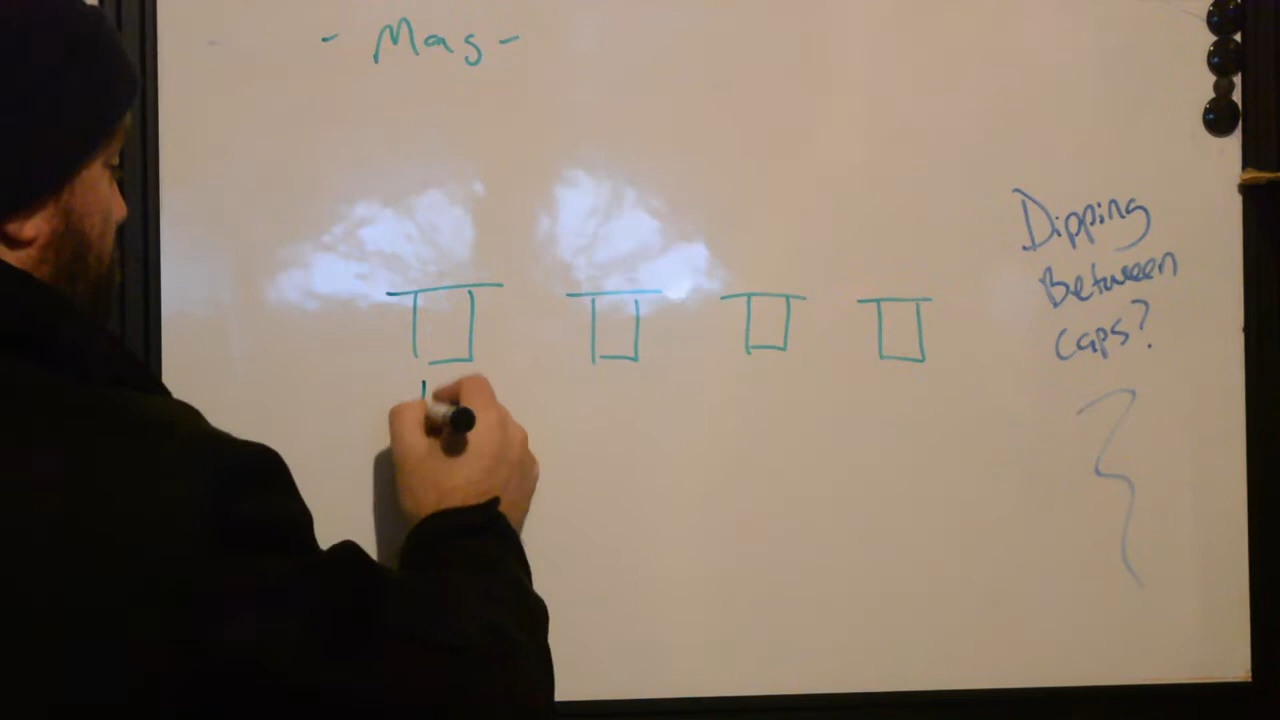 - Mag -
Dipping
Between
Caps?